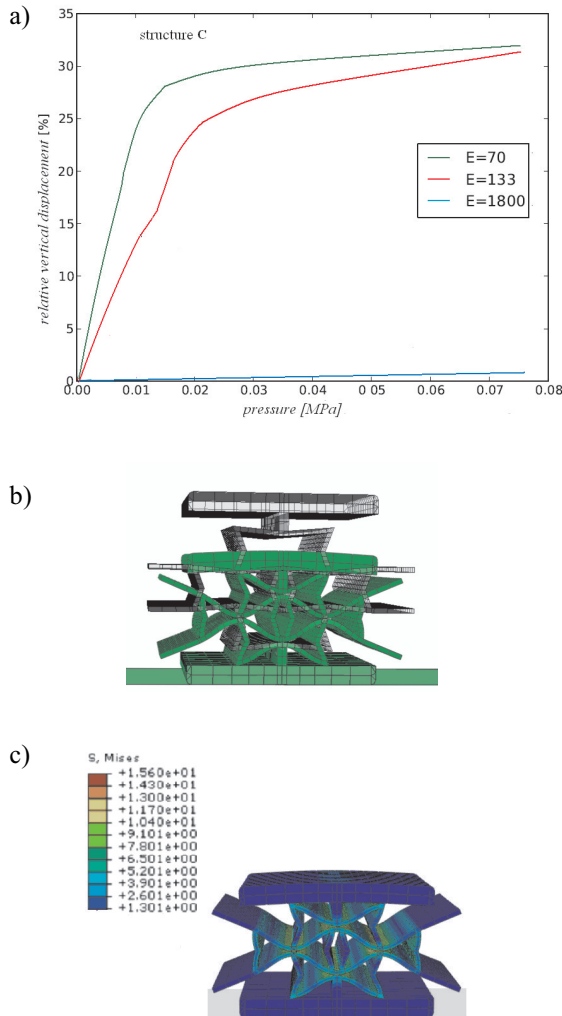 a)
structure C
35
30
25
20
15
10
5
0
relative vertical displacement [%]
E=70
E=133
E=1800
0.00 0.01 0.02 0.03 0.04 0 05 0.06 0.07 0.08
pressure [MPa]
b)
c)
S, Mises
+1.560e+01
+1.430e+01
+1.300e+01
+1.170e+01
+1.040e+01
+9.101e+00
+7.801e+00
+6.501e+00
+5.201e+00
+3.901e+00
+2.601e+00
+1.301e+00